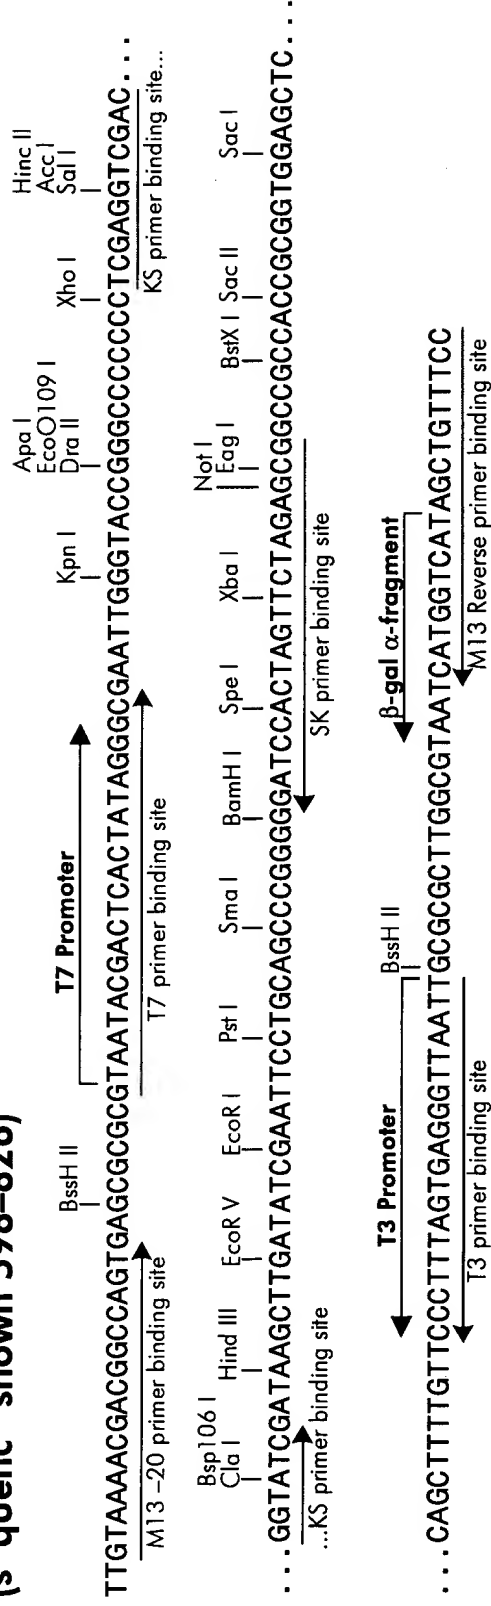 (s quenc shown 598–826)
Hinc II
Apa I Acc I
EcoO109 I Sal I
BssH II T7 Promoter Kpn I Dra II Xho I
TTGTAAAACGACGGCCAGTGAGCGCGCGTAATACGACTCACTATAGGGCGAATTGGGTACCGGGCCCCCCCTCGAGGTCGAC...
M13 –20 primer binding site T7 primer binding site KS primer binding site...
Bsp106 I Not I
Cla I Hind III EcoR V EcoR I Pst I Sma I BamH I Spe I Xba I Eag I BstX I Sac II Sac I
...GGTATCGATAAGCTTGATATCGAATTCCTGCAGCCCGGGGGATCCACTAGTTCTAGAGCGGCCGCCACCGCGGTGGAGCTC...
...KS primer binding site SK primer binding site
T3 Promoter BssH II β-gal α-fragment
...CAGCTTTTGTTCCCTTTAGTGAGGGTTAATTGCGCGCTTGGCGTAATCATGGTCATAGCTGTTTCC
T3 primer binding site M13 Reverse primer binding site